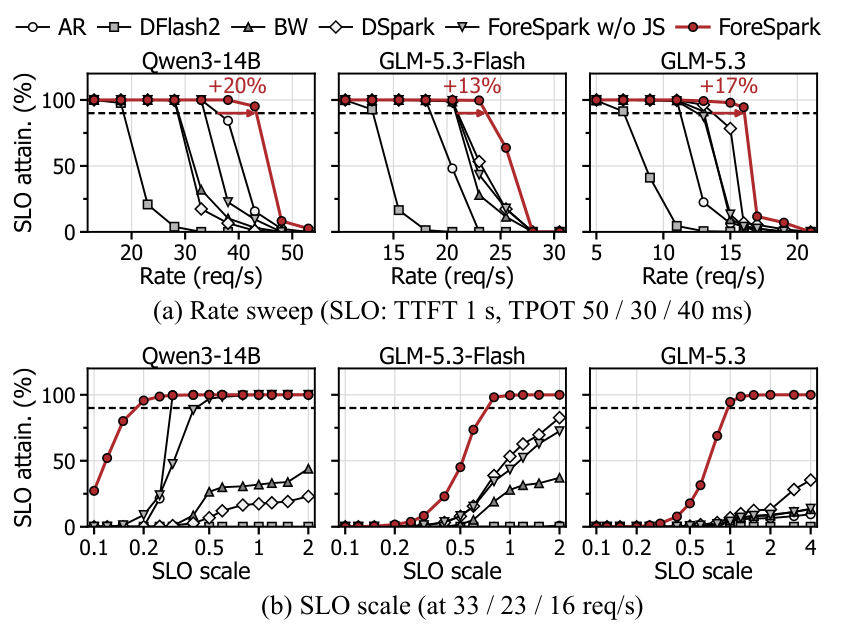 AR DFlash2 BW DSpark ForeSpark w/o JS ForeSpark
Qwen3-14B GLM-5.3-Flash GLM-5.3
SLO attain. (%)
100
50
0
+20% +13% +17%
20 30 40 50
15 20 25 30
5 10 15 20
Rate (req/s) Rate (req/s) Rate (req/s)
(a) Rate sweep (SLO: TTFT 1 s, TPOT 50 / 30 / 40 ms)
Qwen3-14B GLM-5.3-Flash GLM-5.3
SLO attain. (%)
100
50
0
0.1 0.2 0.5 1 2
0.1 0.2 0.5 1 2
0.1 0.2 0.5 1 2 4
SLO scale SLO scale SLO scale
(b) SLO scale (at 33 / 23 / 16 req/s)